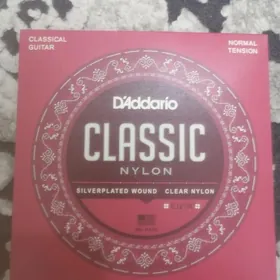 CLASSICAL
GUITAR
NORMAL
TENSION
D'Addario
CLASSIC
NYLON
SILVERPLATED WOUND
CLEAR NYLON